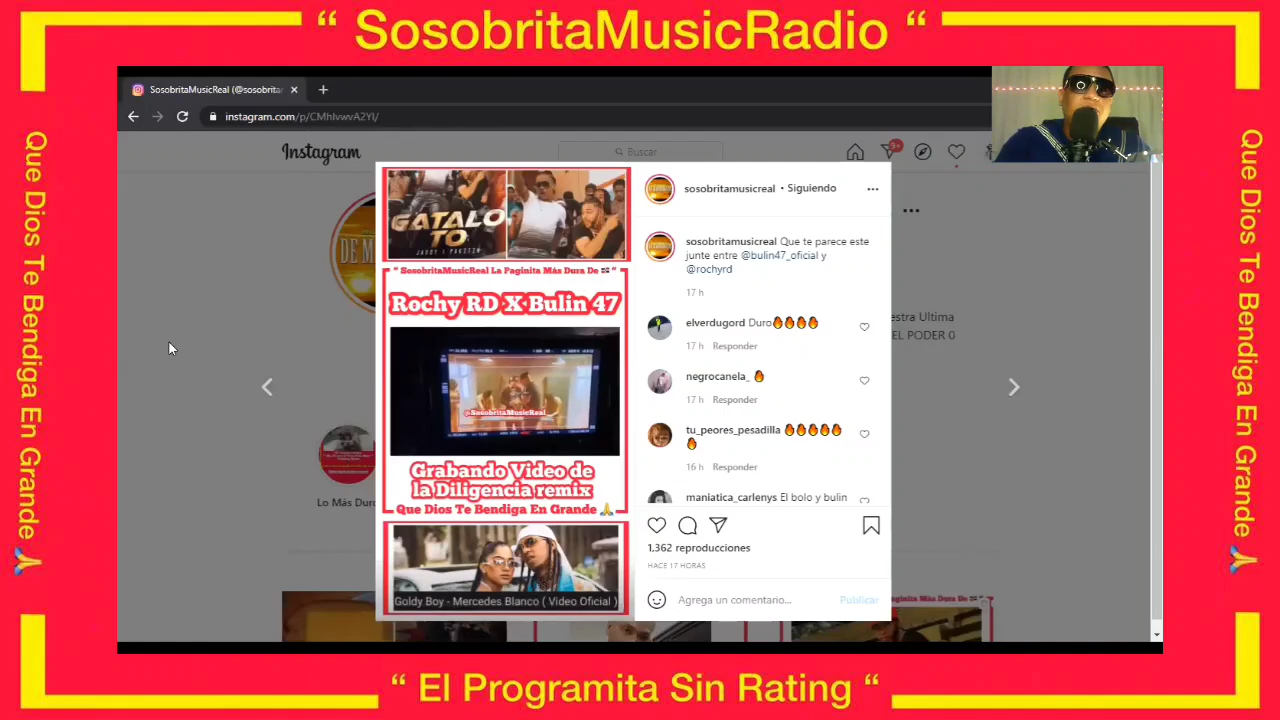 “ SosobritaMusicRadio “
SosobritaMusicReal (@sosobrita
instagram.com/p/CMhIvwvA2YI/
Que Dios Te Bendiga En Grande 🙏
Que Dios Te Bendiga En Grande 🙏
Instagram
Buscar
9+
GATALO
TO
“ SosobritaMusicReal La Paginita Más Dura De 🇩🇴 “
Rochy RD X Bulin 47
@SosobritaMusicReal
Grabando Video de
la Diligencia remix
Que Dios Te Bendiga En Grande 🙏
Goldy Boy - Mercedes Blanco ( Video Oficial )
sosobritamusicreal • Siguiendo
sosobritamusicreal Que te parece este
junte entre @bulin47_oficial y
@rochyrd
17 h
elverdugord Duro🔥🔥🔥🔥
17 h Responder
negrocanela_ 🔥
17 h Responder
tu_peores_pesadilla 🔥🔥🔥🔥🔥
🔥
16 h Responder
maniatica_carlenys El bolo y bulin
1,362 reproducciones
HACE 17 HORAS
Agrega un comentario...
Publicar
DE
estra Ultima
EL PODER 0
Lo Más Duro
“ El Programita Sin Rating “